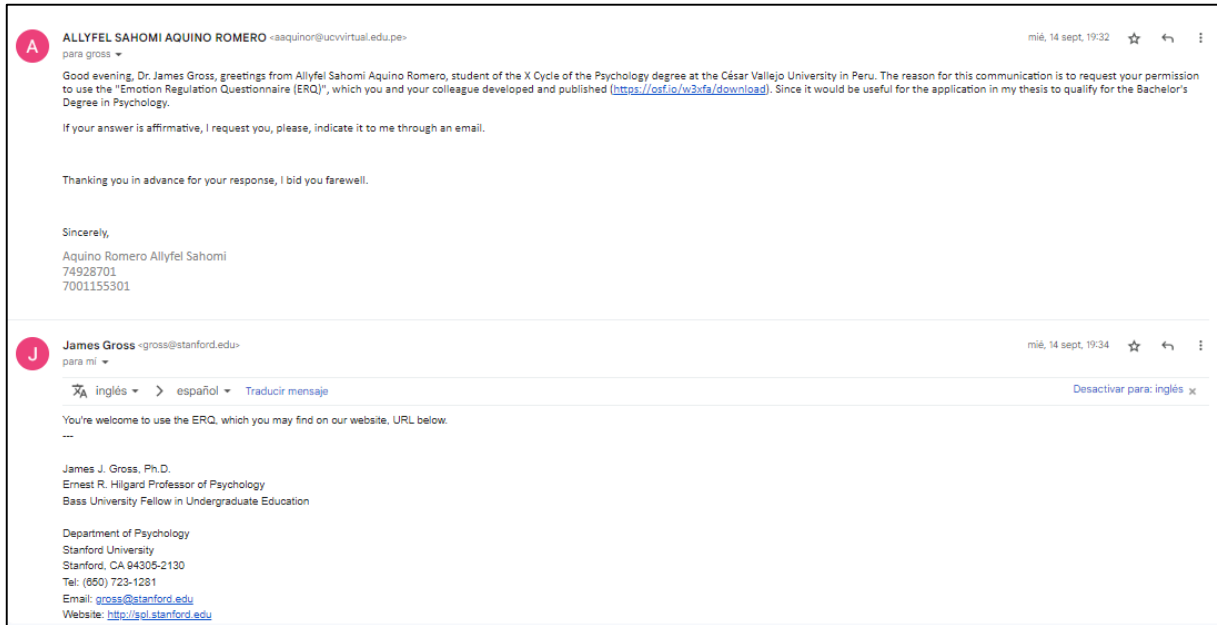 A
ALLYFEL SAHOMI AQUINO ROMERO <aaquinor@ucvvirtual.edu.pe>
mié, 14 sept, 19:32
para gross
Good evening, Dr. James Gross, greetings from Allyfel Sahomi Aquino Romero, student of the X Cycle of the Psychology degree at the César Vallejo University in Peru. The reason for this communication is to request your permission
to use the "Emotion Regulation Questionnaire (ERQ)", which you and your colleague developed and published (https://osf.io/w3xfa/download). Since it would be useful for the application in my thesis to qualify for the Bachelor's
Degree in Psychology.
If your answer is affirmative, I request you, please, indicate it to me through an email.
Thanking you in advance for your response, I bid you farewell.
Sincerely,
Aquino Romero Allyfel Sahomi
74928701
7001155301
J
James Gross <gross@stanford.edu>
mié, 14 sept, 19:34
para mí
inglés > español Traducir mensaje
Desactivar para: inglés x
You're welcome to use the ERQ, which you may find on our website, URL below.
---
James J. Gross, Ph.D.
Ernest R. Hilgard Professor of Psychology
Bass University Fellow in Undergraduate Education
Department of Psychology
Stanford University
Stanford, CA 94305-2130
Tel: (650) 723-1281
Email: gross@stanford.edu
Website: http://spl.stanford.edu